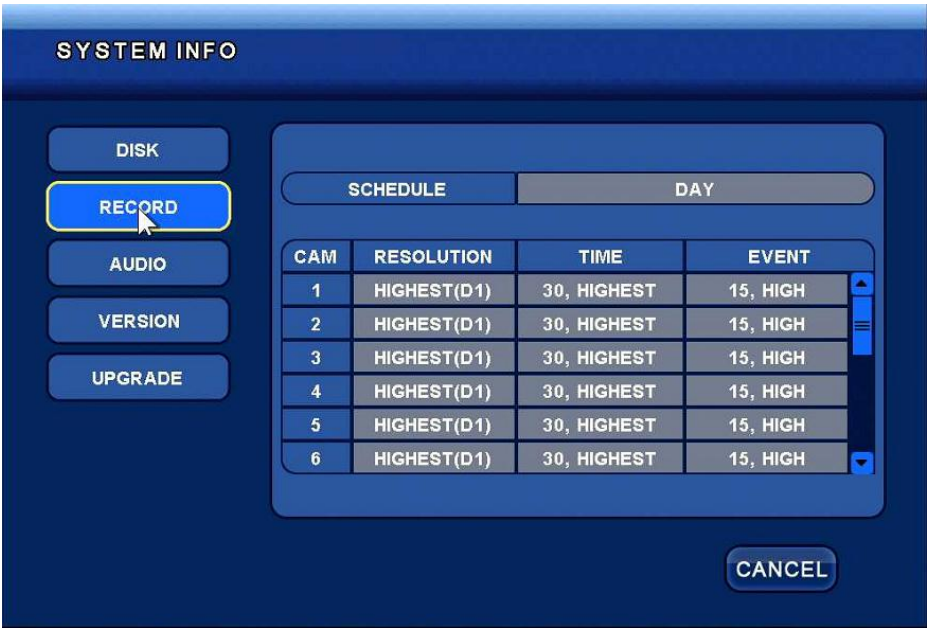 SYSTEM INFO
DISK
RECORD
AUDIO
VERSION
UPGRADE
SCHEDULE DAY
CAM RESOLUTION TIME EVENT
1 HIGHEST(D1) 30, HIGHEST 15, HIGH
2 HIGHEST(D1) 30, HIGHEST 15, HIGH
3 HIGHEST(D1) 30, HIGHEST 15, HIGH
4 HIGHEST(D1) 30, HIGHEST 15, HIGH
5 HIGHEST(D1) 30, HIGHEST 15, HIGH
6 HIGHEST(D1) 30, HIGHEST 15, HIGH
CANCEL